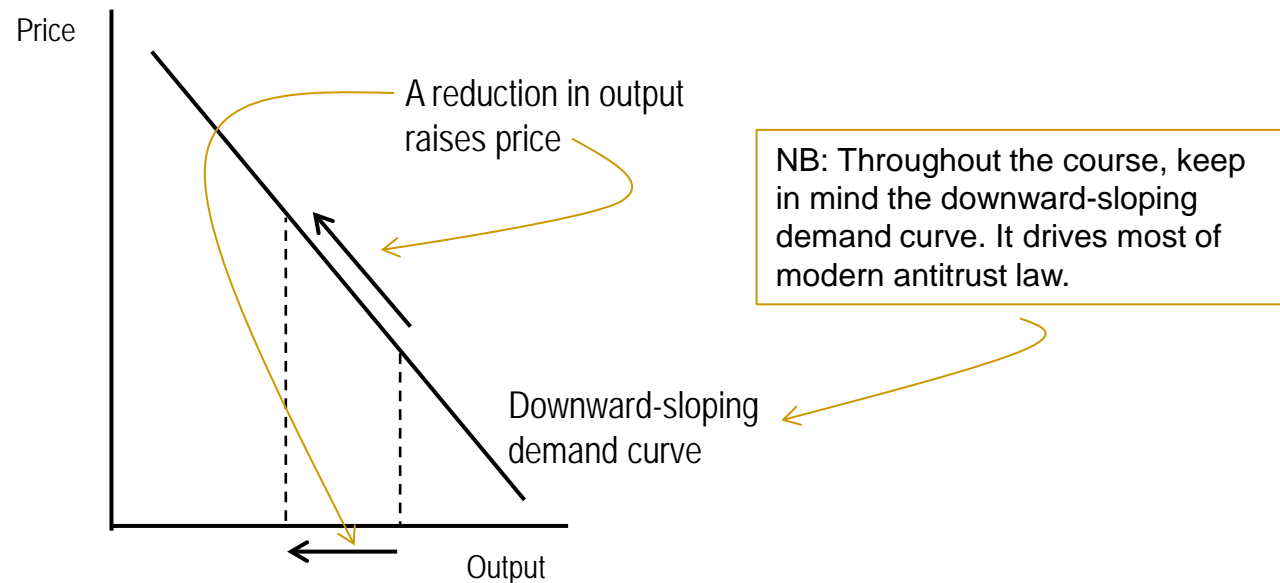 Price
A reduction in output
raises price
NB: Throughout the course, keep
in mind the downward-sloping
demand curve. It drives most of
modern antitrust law.
Downward-sloping
demand curve
Output